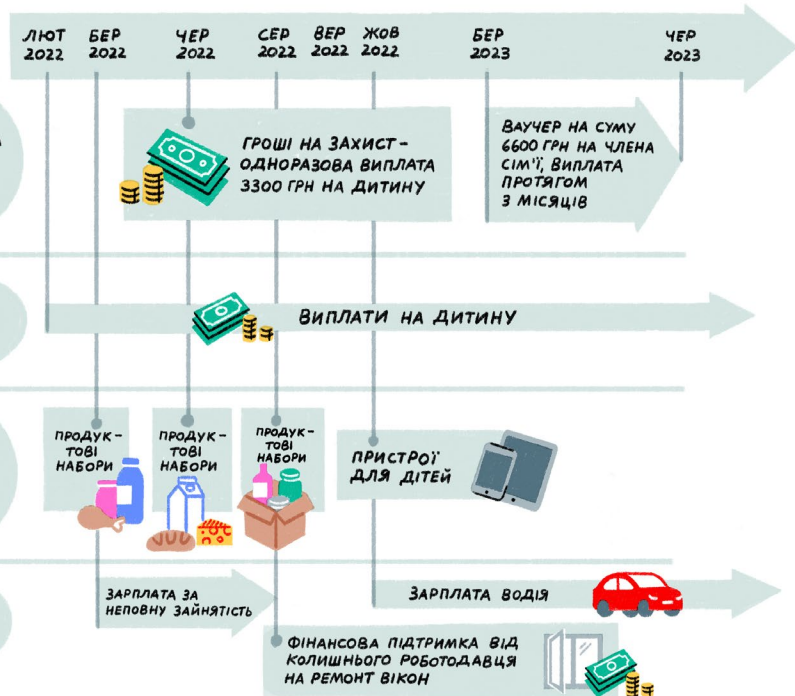 ЛЮТ
2022
БЕР
2022
ЧЕР
2022
СЕР
2022
ВЕР
2022
ЖОВ
2022
БЕР
2023
ЧЕР
2023
ГРОШІ НА ЗАХИСТ –
ОДНОРАЗОВА ВИПЛАТА
3300 ГРН НА ДИТИНУ
ВАУЧЕР НА СУМУ
6600 ГРН НА ЧЛЕНА
СІМ'Ї, ВИПЛАТА
ПРОТЯГОМ
3 МІСЯЦІВ
ВИПЛАТИ НА ДИТИНУ
ПРОДУК-
ТОВІ
НАБОРИ
ПРОДУК-
ТОВІ
НАБОРИ
ПРОДУК-
ТОВІ
НАБОРИ
ПРИСТРОЇ
ДЛЯ ДІТЕЙ
ЗАРПЛАТА ЗА
НЕПОВНУ ЗАЙНЯТІСТЬ
ЗАРПЛАТА ВОДІЯ
ФІНАНСОВА ПІДТРИМКА ВІД
КОЛИШНЬОГО РОБОТОДАВЦЯ
НА РЕМОНТ ВІКОН